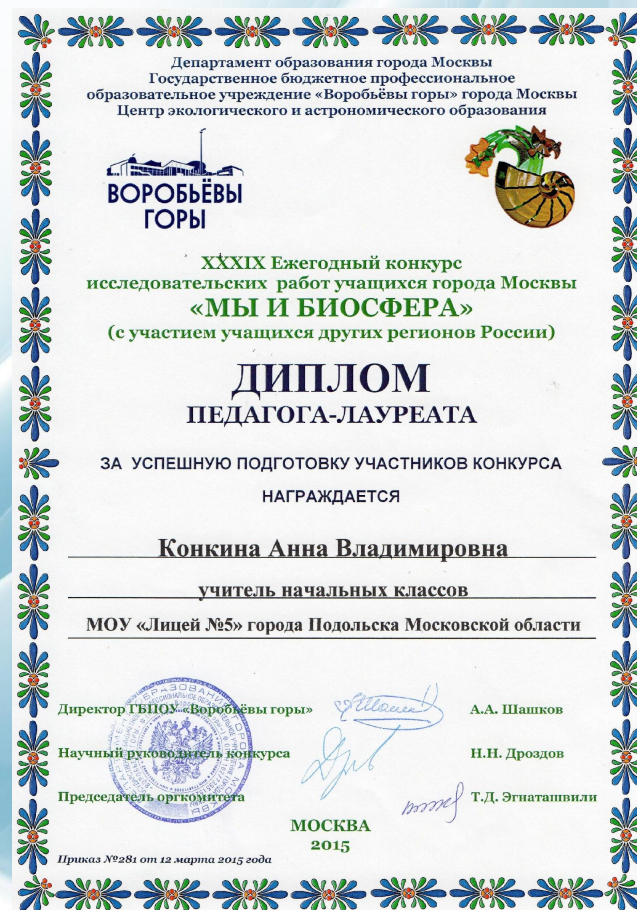 Департамент образования города Москвы
Государственное бюджетное профессиональное
образовательное учреждение «Воробьёвы горы» города Москвы
Центр экологического и астрономического образования
ВОРОБЬЁВЫ
ГОРЫ
XXXIX Ежегодный конкурс
исследовательских работ учащихся города Москвы
«МЫ И БИОСФЕРА»
(с участием учащихся других регионов России)
ДИПЛОМ
ПЕДАГОГА-ЛАУРЕАТА
ЗА УСПЕШНУЮ ПОДГОТОВКУ УЧАСТНИКОВ КОНКУРСА
НАГРАЖДАЕТСЯ
Конкина Анна Владимировна
учитель начальных классов
МОУ «Лицей №5» города Подольска Московской области
Директор ГБПОУ «Воробьёвы горы» А.А. Шашков
Научный руководитель конкурса Н.Н. Дроздов
Председатель оргкомитета Т.Д. Эгнаташвили
МОСКВА
2015
Приказ №281 от 12 марта 2015 года